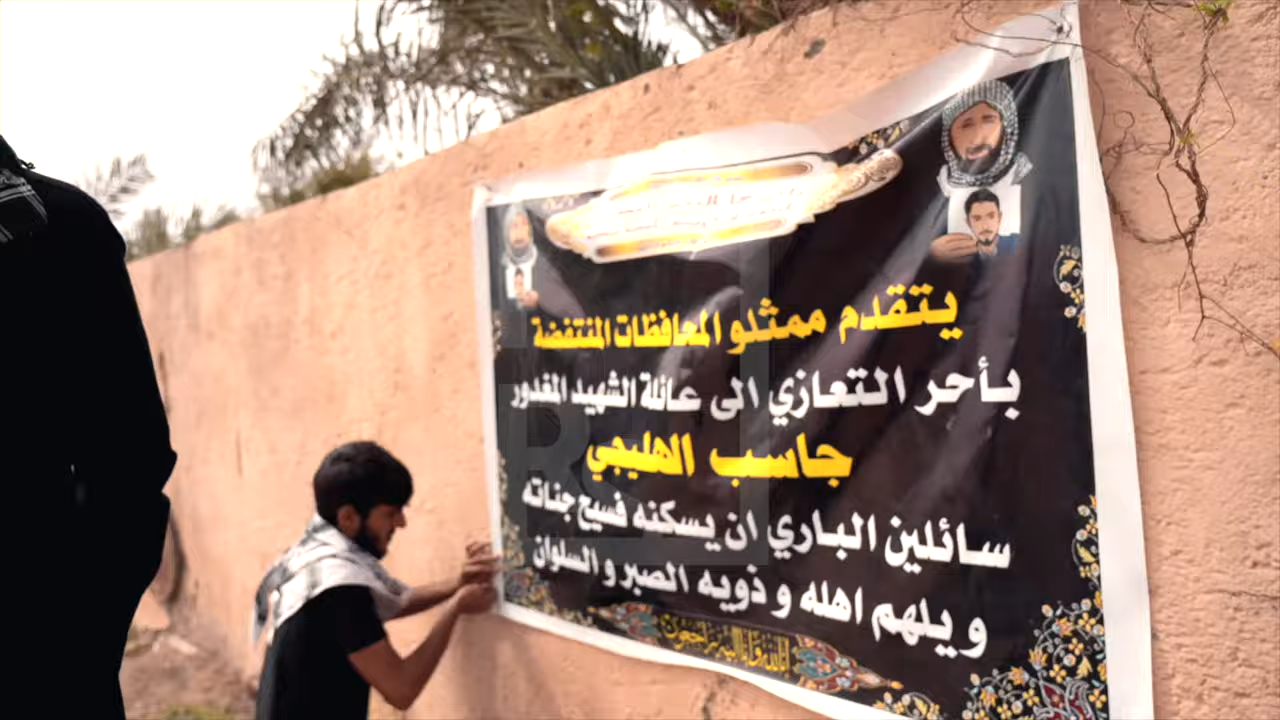 يتقدم ممثلو المحافظات المنتفضة
بأحر التعازي الى عائلة الشهيد المغدور
جاسب الهليجي
سائلين الباري ان يسكنه فسيح جناته
و يلهم اهله و ذويه الصبر و السلوان
انا لله وانا اليه راجعون